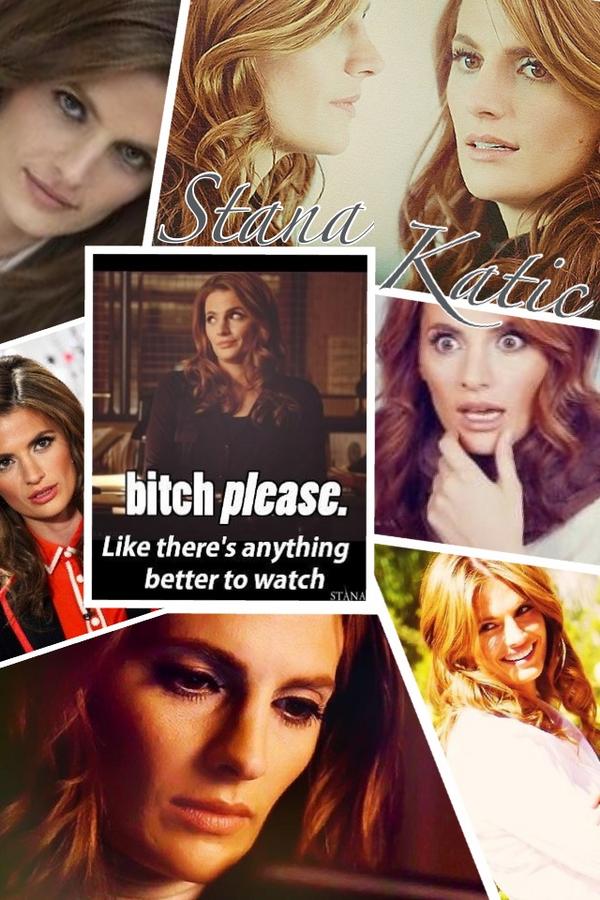 Stana
Katic
bitch please.
Like there's anything
better to watch
STANA